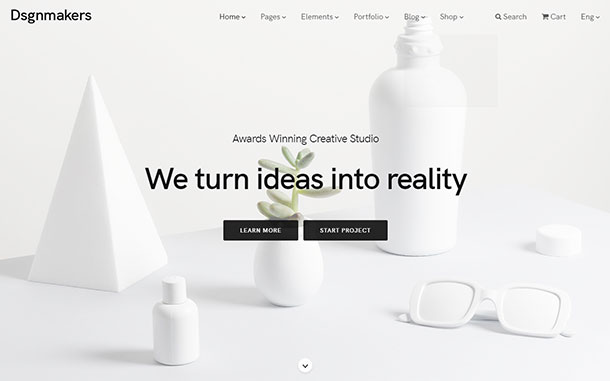 Dsgnmakers
Home Pages Elements Portfolio Blog Shop Search Cart Eng
Awards Winning Creative Studio
We turn ideas into reality
LEARN MORE START PROJECT